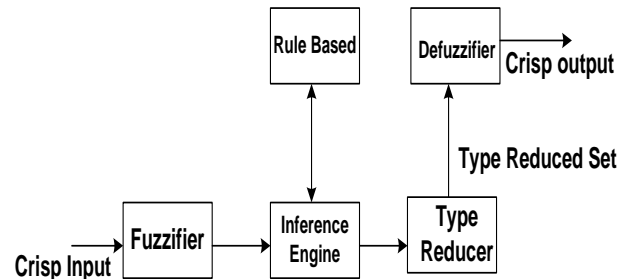 Rule Based
Defuzzifier
Crisp output
Type Reduced Set
Crisp Input
Fuzzifier
Inference
Engine
Type
Reducer